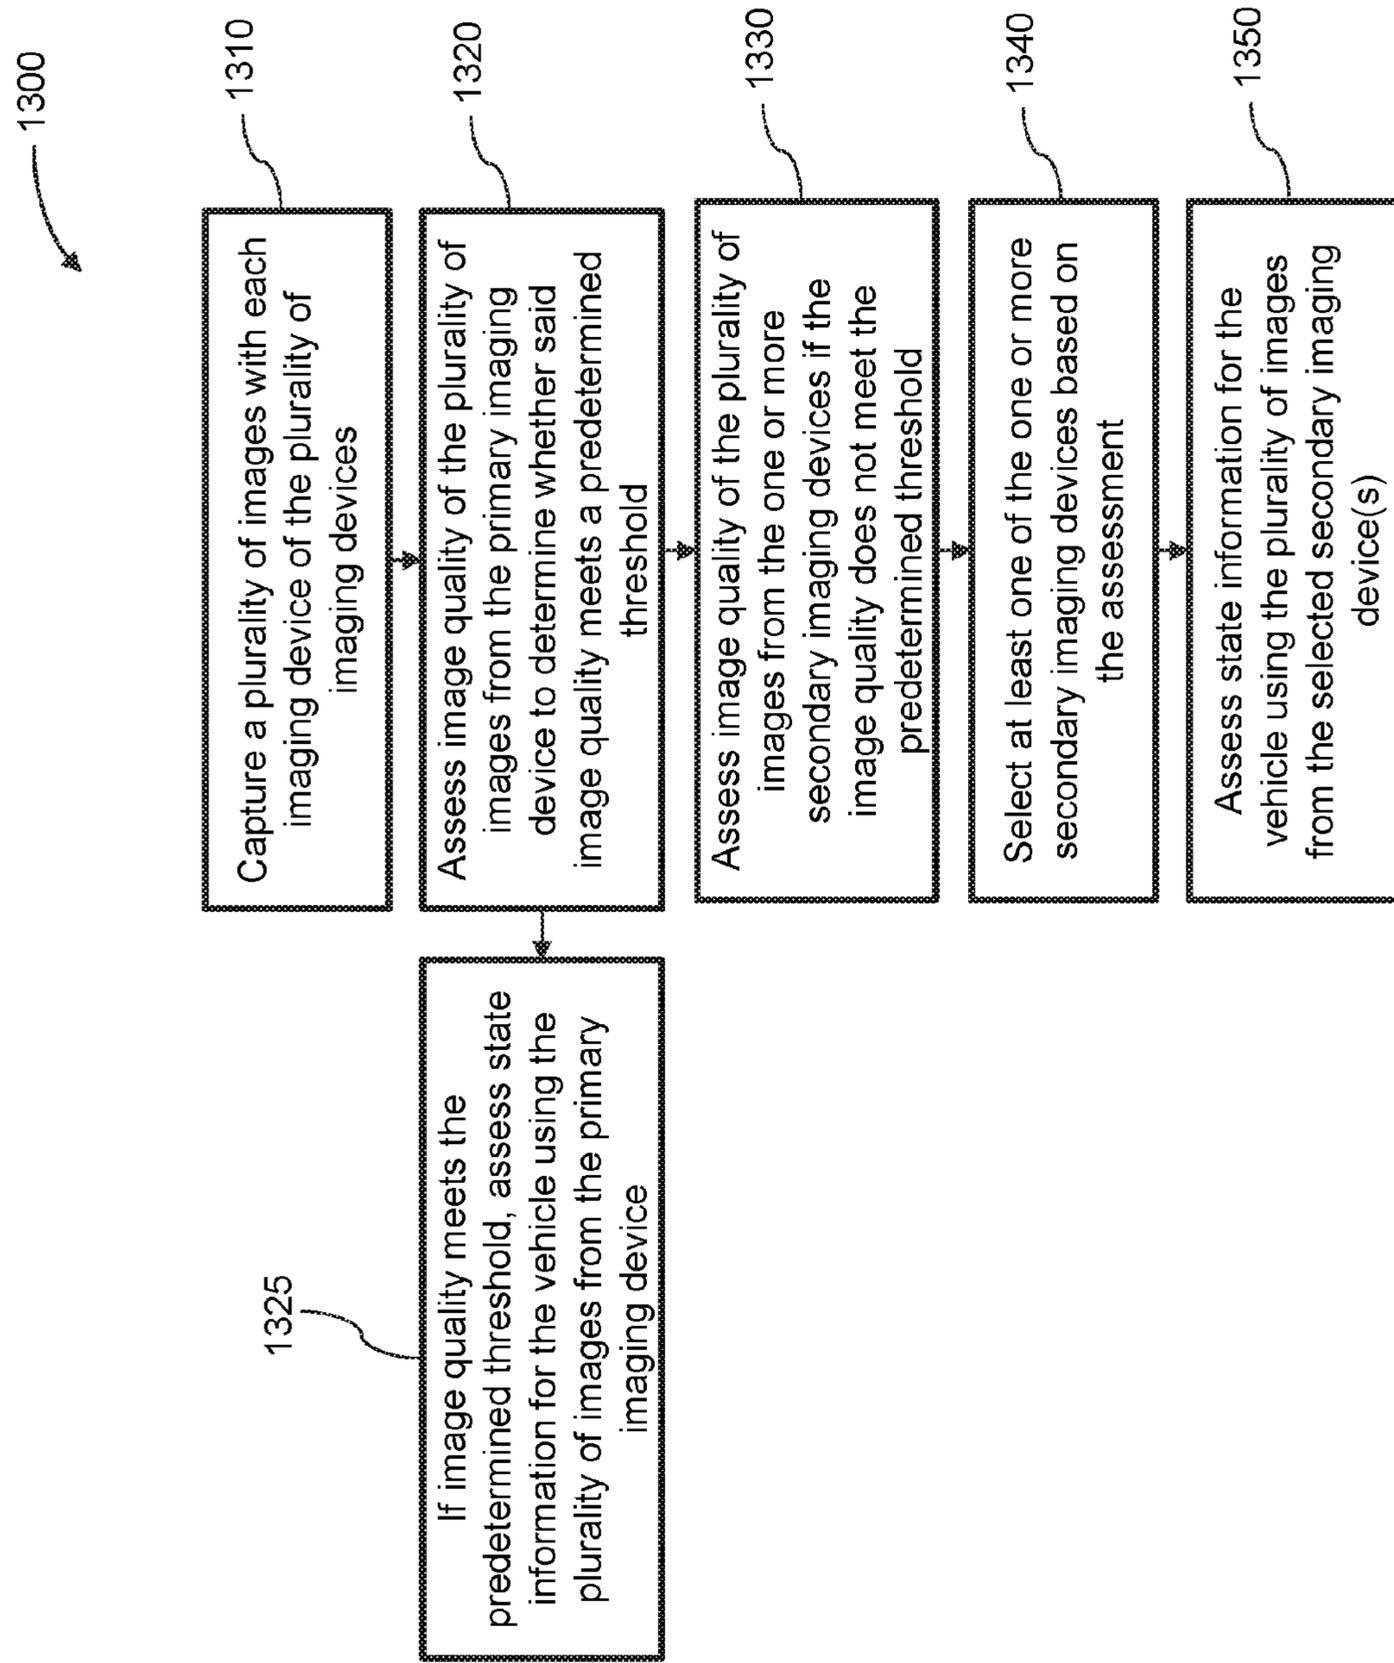 1300
1310
Capture a plurality of images with each
imaging device of the plurality of
imaging devices
1320
Assess image quality of the plurality of
images from the primary imaging
device to determine whether said
image quality meets a predetermined
threshold
1325
If image quality meets the
predetermined threshold, assess state
information for the vehicle using the
plurality of images from the primary
imaging device
1330
Assess image quality of the plurality of
images from the one or more
secondary imaging devices if the
image quality does not meet the
predetermined threshold
1340
Select at least one of the one or more
secondary imaging devices based on
the assessment
1350
Assess state information for the
vehicle using the plurality of images
from the selected secondary imaging
device(s)